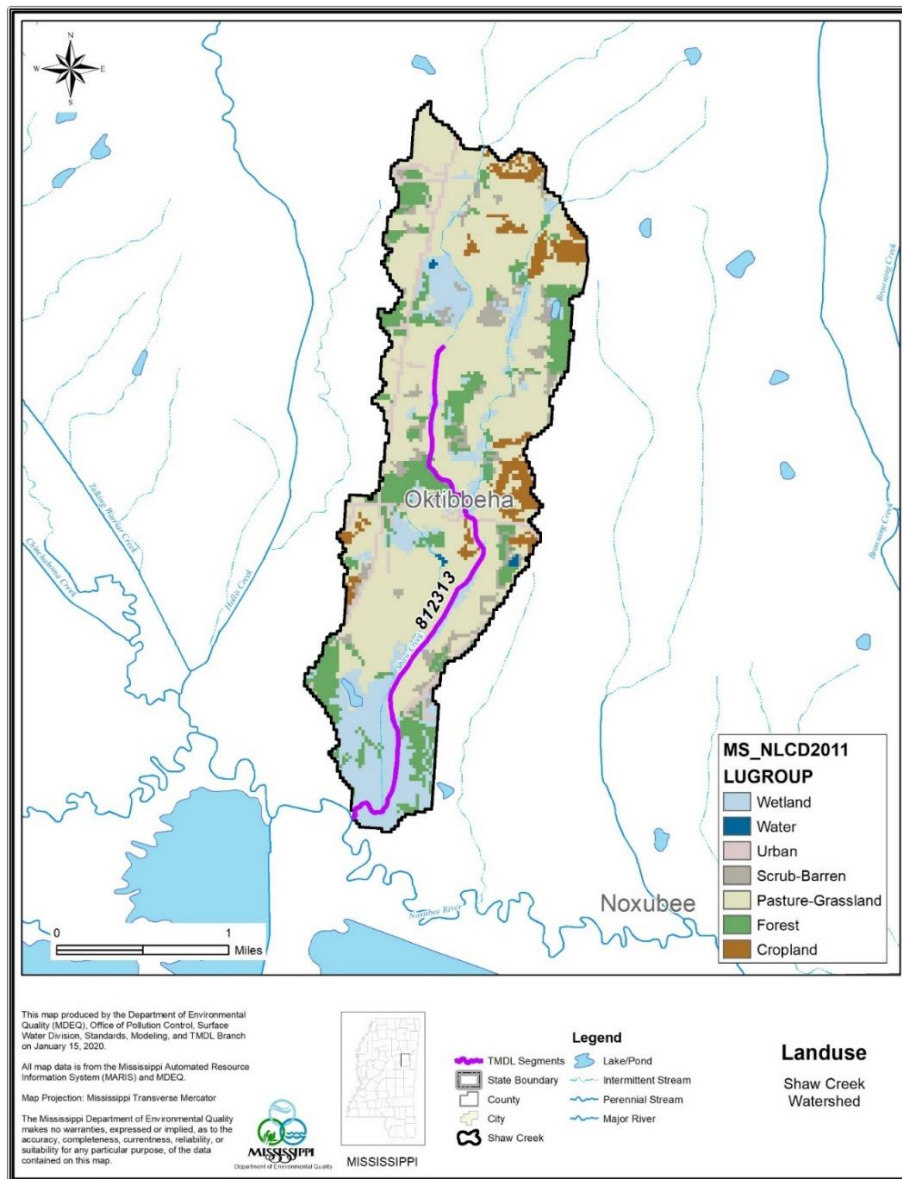 N
W E
S
Browning Creek
Talking Warrior Creek
Chinchahoma Creek
Hollis Creek
Oktibbeha
812313
Shaw Creek
Browning Creek
MS_NLCD2011
LUGROUP
Wetland
Water
Urban
Scrub-Barren
Pasture-Grassland
Forest
Cropland
Noxubee River
Noxubee
0 1
Miles
This map produced by the Department of Environmental
Quality (MDEQ), Office of Pollution Control, Surface
Water Division, Standards, Modeling, and TMDL Branch
on January 15, 2020.
All map data is from the Mississippi Automated Resource
Information System (MARIS) and MDEQ.
Map Projection: Mississippi Transverse Mercator
The Mississippi Department of Environmental Quality
makes no warranties, expressed or implied, as to the
accuracy, completeness, currentness, reliability, or
suitability for any particular purpose, of the data
contained on this map.
MISSISSIPPI
Department of Environmental Quality
MISSISSIPPI
Legend
TMDL Segments
State Boundary
County
City
Shaw Creek
Lake/Pond
Intermittent Stream
Perennial Stream
Major River
Landuse
Shaw Creek
Watershed